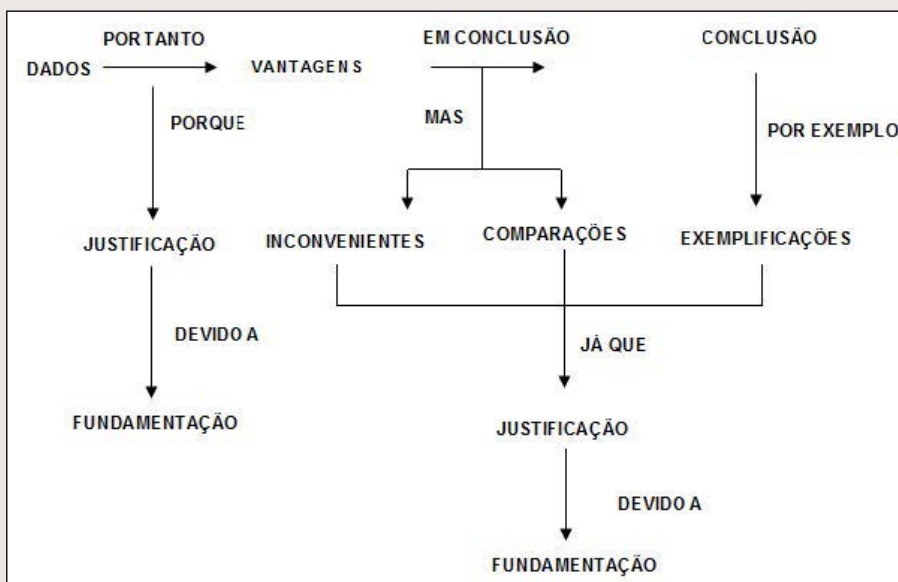 PORTANTO
EM CONCLUSÃO
CONCLUSÃO
DADOS
VANTAGENS
PORQUE
MAS
POR EXEMPLO
JUSTIFICAÇÃO
INCONVENIENTES
COMPARAÇÕES
EXEMPLIFICAÇÕES
DEVIDO A
JÁ QUE
FUNDAMENTAÇÃO
JUSTIFICAÇÃO
DEVIDO A
FUNDAMENTAÇÃO